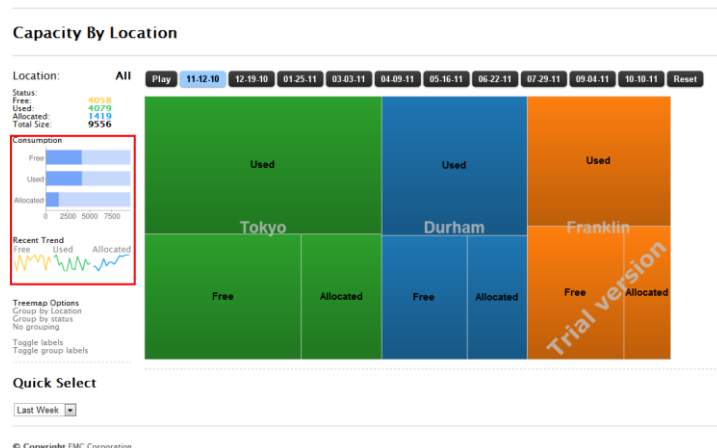 Capacity By Location
Location: All
Play 11-12-10 12-19-10 01-25-11 03-03-11 04-09-11 05-16-11 06-22-11 07-29-11 09-04-11 10-10-11 Reset
Status:
Free: 4058
Used: 4079
Allocated: 1419
Total Size: 9556
Consumption
Free
Used
Allocated
0 2500 5000 7500
Recent Trend
Free Used Allocated
Treemap Options
Group by Location
Group by status
No grouping
Toggle labels
Toggle group labels
Used
Tokyo
Free
Allocated
Used
Durham
Free
Allocated
Used
Franklin
Free
Allocated
Trial version
Quick Select
Last Week
© Copyright EMC Corporation